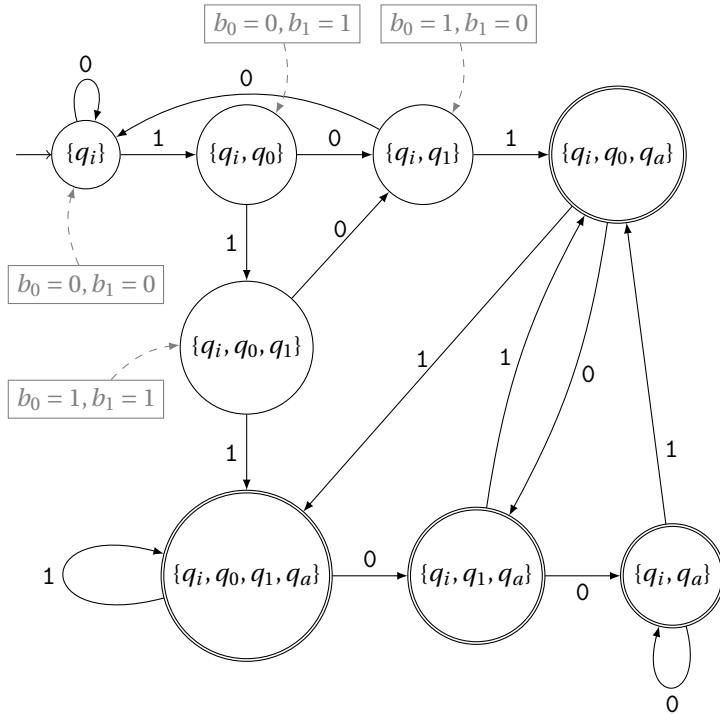 b₀ = 0, b₁ = 1
b₀ = 1, b₁ = 0
0
0
{qᵢ}
1
{qᵢ, q₀}
0
{qᵢ, q₁}
1
{qᵢ, q₀, qₐ}
1
0
b₀ = 0, b₁ = 0
{qᵢ, q₀, q₁}
1
1
0
b₀ = 1, b₁ = 1
1
1
1
{qᵢ, q₀, q₁, qₐ}
0
{qᵢ, q₁, qₐ}
0
{qᵢ, qₐ}
0